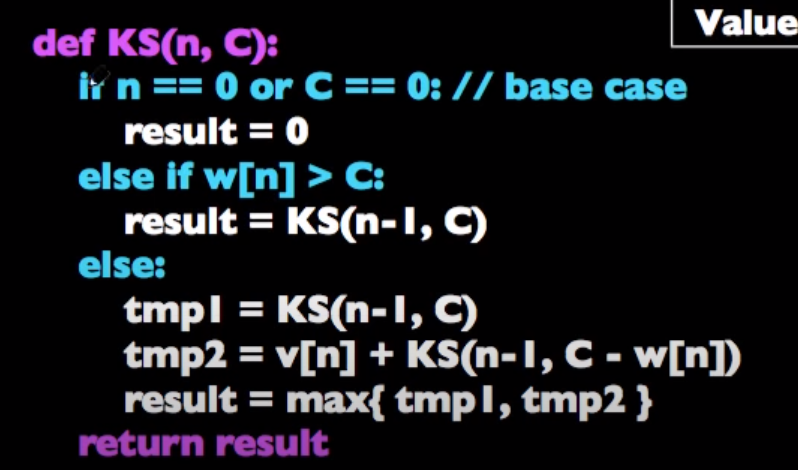 Value
def KS(n, C):
if n == 0 or C == 0: // base case
result = 0
else if w[n] > C:
result = KS(n-1, C)
else:
tmp1 = KS(n-1, C)
tmp2 = v[n] + KS(n-1, C - w[n])
result = max{ tmp1, tmp2 }
return result